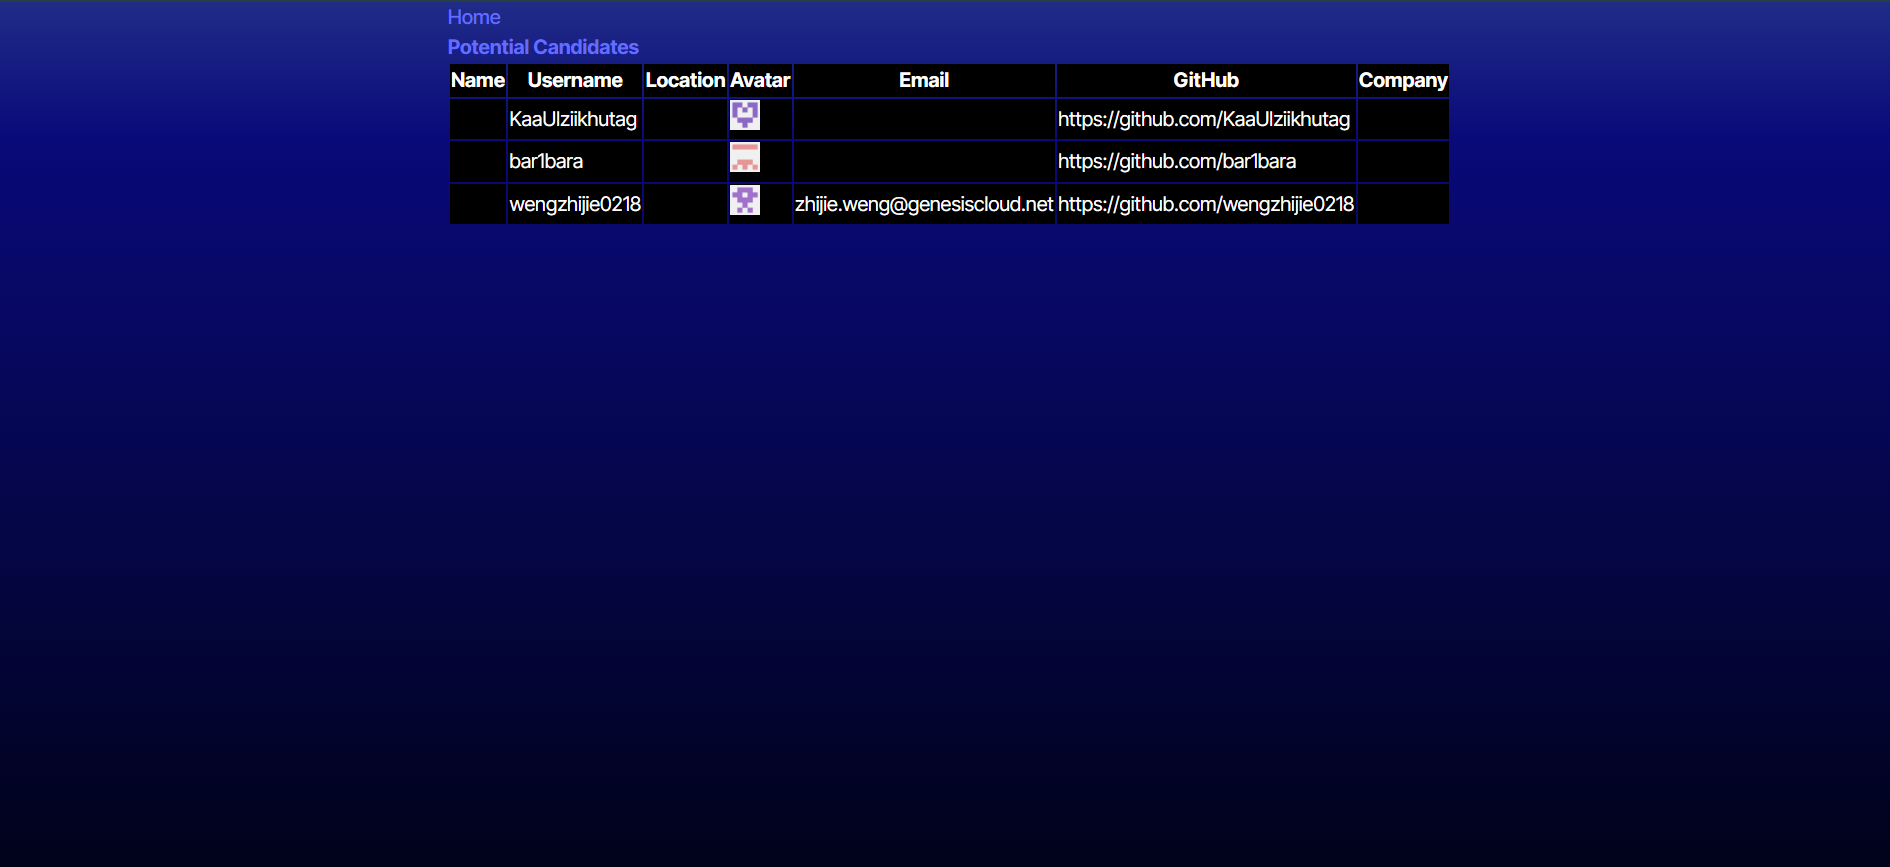 Home
Potential Candidates
Name Username Location Avatar Email GitHub Company
KaaUlziikhutag https://github.com/KaaUlziikhutag
bar1bara https://github.com/bar1bara
wengzhijie0218 zhijie.weng@genesiscloud.net https://github.com/wengzhijie0218